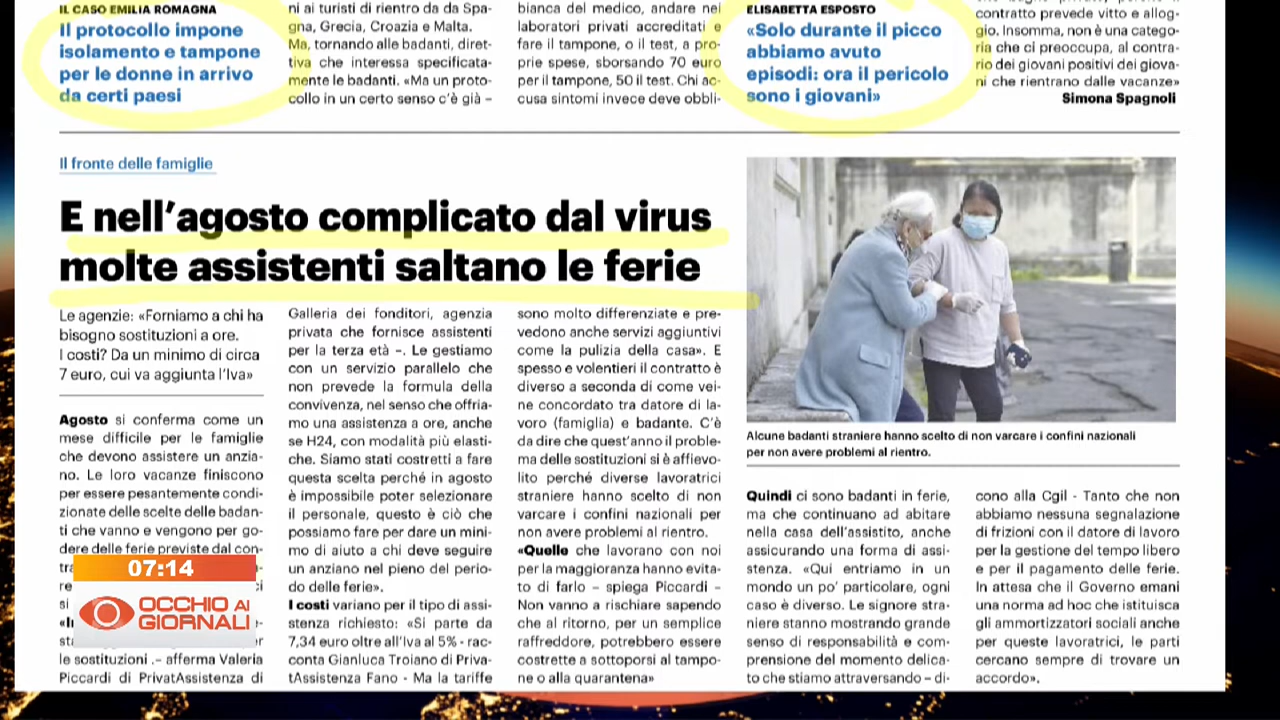 IL CASO EMILIA ROMAGNA
Il protocollo impone
isolamento e tampone
per le donne in arrivo
da certi paesi
ni ai turisti di rientro da da Spa-
gna, Grecia, Croazia e Malta.
Ma, tornando alle badanti, diret-
tiva che interessa specificata-
mente le badanti. «Ma un proto-
collo in un certo senso c'è già –
bianca del medico, andare nei
laboratori privati accreditati e
fare il tampone, o il test, a pro-
prie spese, sborsando 70 euro
per il tampone, 50 il test. Chi ac-
cusa sintomi invece deve obbli-
ELISABETTA ESPOSTO
«Solo durante il picco
abbiamo avuto
episodi: ora il pericolo
sono i giovani»
contratto prevede vitto e allog-
gio. Insomma, non è una catego-
ria che ci preoccupa, al contra-
rio dei giovani positivi dei giova-
ni che rientrano dalle vacanze»
Simona Spagnoli
Il fronte delle famiglie
E nell'agosto complicato dal virus
molte assistenti saltano le ferie
Le agenzie: «Forniamo a chi ha
bisogno sostituzioni a ore.
I costi? Da un minimo di circa
7 euro, cui va aggiunta l'Iva»
Agosto si conferma come un
mese difficile per le famiglie
che devono assistere un anzia-
no. Le loro vacanze finiscono
per essere pesantemente condi-
zionate delle scelte delle badan-
ti che vanno e vengono per go-
dere delle ferie previste dal con-
le sostituzioni .– afferma Valeria
Piccardi di PrivatAssistenza di
Galleria dei fonditori, agenzia
privata che fornisce assistenti
per la terza età –. Le gestiamo
con un servizio parallelo che
non prevede la formula della
convivenza, nel senso che offria-
mo una assistenza a ore, anche
se H24, con modalità più elasti-
che. Siamo stati costretti a fare
questa scelta perché in agosto
è impossibile poter selezionare
il personale, questo è ciò che
possiamo fare per dare un mini-
mo di aiuto a chi deve seguire
un anziano nel pieno del perio-
do delle ferie».
I costi variano per il tipo di assi-
stenza richiesto: «Si parte da
7,34 euro oltre all'Iva al 5% - rac-
conta Gianluca Troiano di Priva-
tAssistenza Fano - Ma la tariffe
sono molto differenziate e pre-
vedono anche servizi aggiuntivi
come la pulizia della casa». E
spesso e volentieri il contratto è
diverso a seconda di come vei-
ne concordato tra datore di la-
voro (famiglia) e badante. C'è
da dire che quest'anno il proble-
ma delle sostituzioni si è affievo-
lito perché diverse lavoratrici
straniere hanno scelto di non
varcare i confini nazionali per
non avere problemi al rientro.
«Quelle che lavorano con noi
per la maggioranza hanno evita-
to di farlo – spiega Piccardi –
Non vanno a rischiare sapendo
che al ritorno, per un semplice
raffreddore, potrebbero essere
costrette a sottoporsi al tampo-
ne o alla quarantena»
Alcune badanti straniere hanno scelto di non varcare i confini nazionali
per non avere problemi al rientro.
Quindi ci sono badanti in ferie,
ma che continuano ad abitare
nella casa dell'assistito, anche
assicurando una forma di assi-
stenza. «Qui entriamo in un
mondo un po' particolare, ogni
caso è diverso. Le signore stra-
niere stanno mostrando grande
senso di responsabilità e com-
prensione del momento delica-
to che stiamo attraversando – di-
cono alla Cgil - Tanto che non
abbiamo nessuna segnalazione
di frizioni con il datore di lavoro
per la gestione del tempo libero
e per il pagamento delle ferie.
In attesa che il Governo emani
una norma ad hoc che istituisca
gli ammortizzatori sociali anche
per queste lavoratrici, le parti
cercano sempre di trovare un
accordo».
07:14
OCCHIO AI
GIORNALI